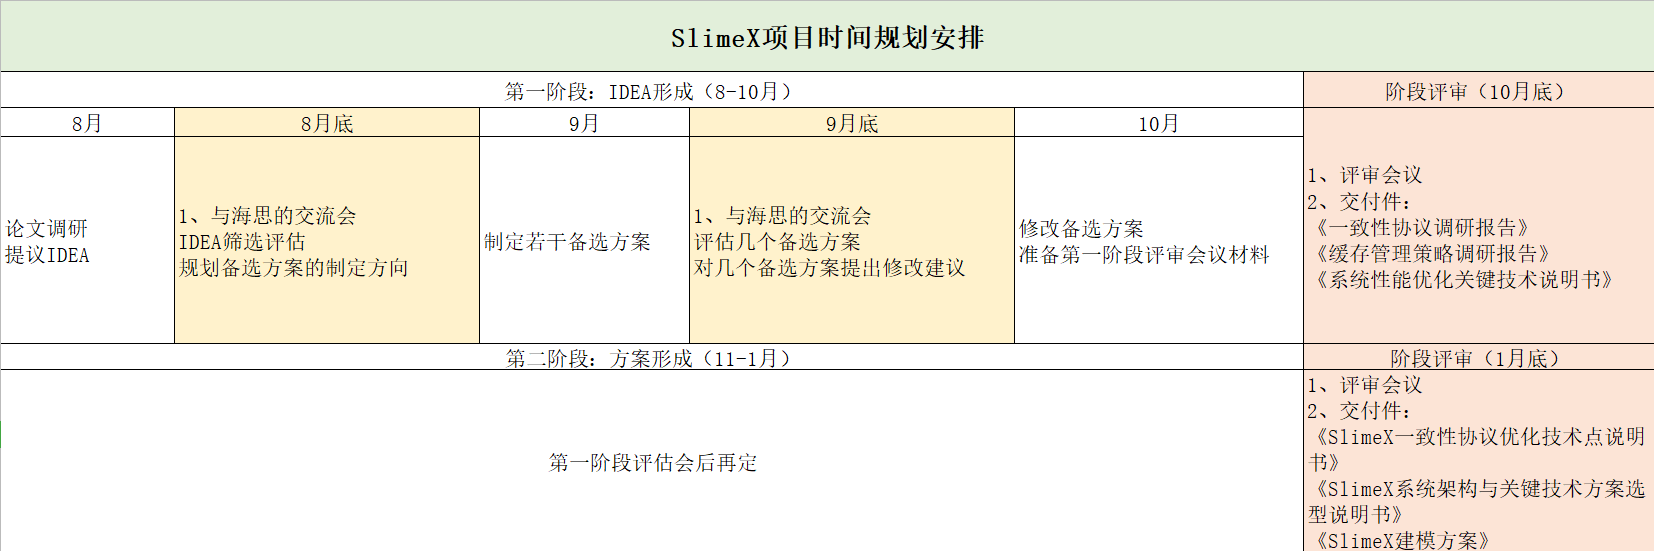 SlimeX项目时间规划安排
第一阶段：IDEA形成（8-10月）
阶段评审（10月底）
8月
8月底
9月
9月底
10月
论文调研
提议IDEA
1、与海思的交流会
IDEA筛选评估
规划备选方案的制定方向
制定若干备选方案
1、与海思的交流会
评估几个备选方案
对几个备选方案提出修改建议
修改备选方案
准备第一阶段评审会议材料
1、评审会议
2、交付件：
《一致性协议调研报告》
《缓存管理策略调研报告》
《系统性能优化关键技术说明书》
第二阶段：方案形成（11-1月）
阶段评审（1月底）
第一阶段评估会后再定
1、评审会议
2、交付件：
《SlimeX一致性协议优化技术点说明
书》
《SlimeX系统架构与关键技术方案选
型说明书》
《SlimeX建模方案》